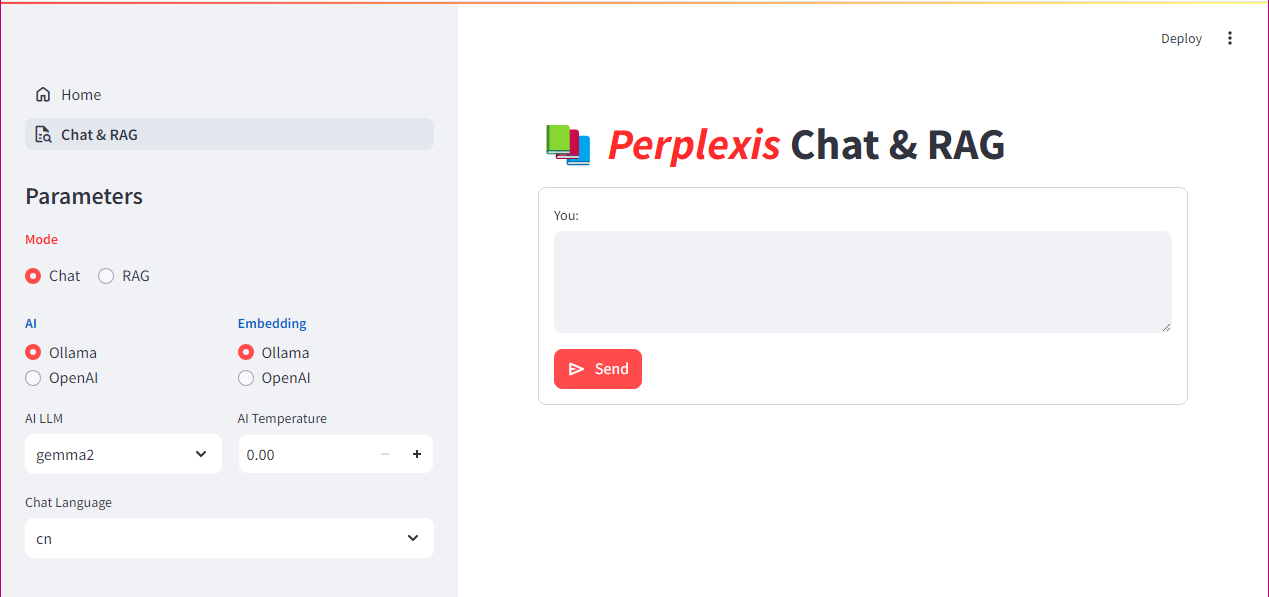 Deploy
Home
Chat & RAG
Parameters
Mode
Chat RAG
AI Embedding
Ollama Ollama
OpenAI OpenAI
AI LLM AI Temperature
gemma2 0.00
Chat Language
cn
Perplexis Chat & RAG
You:
Send